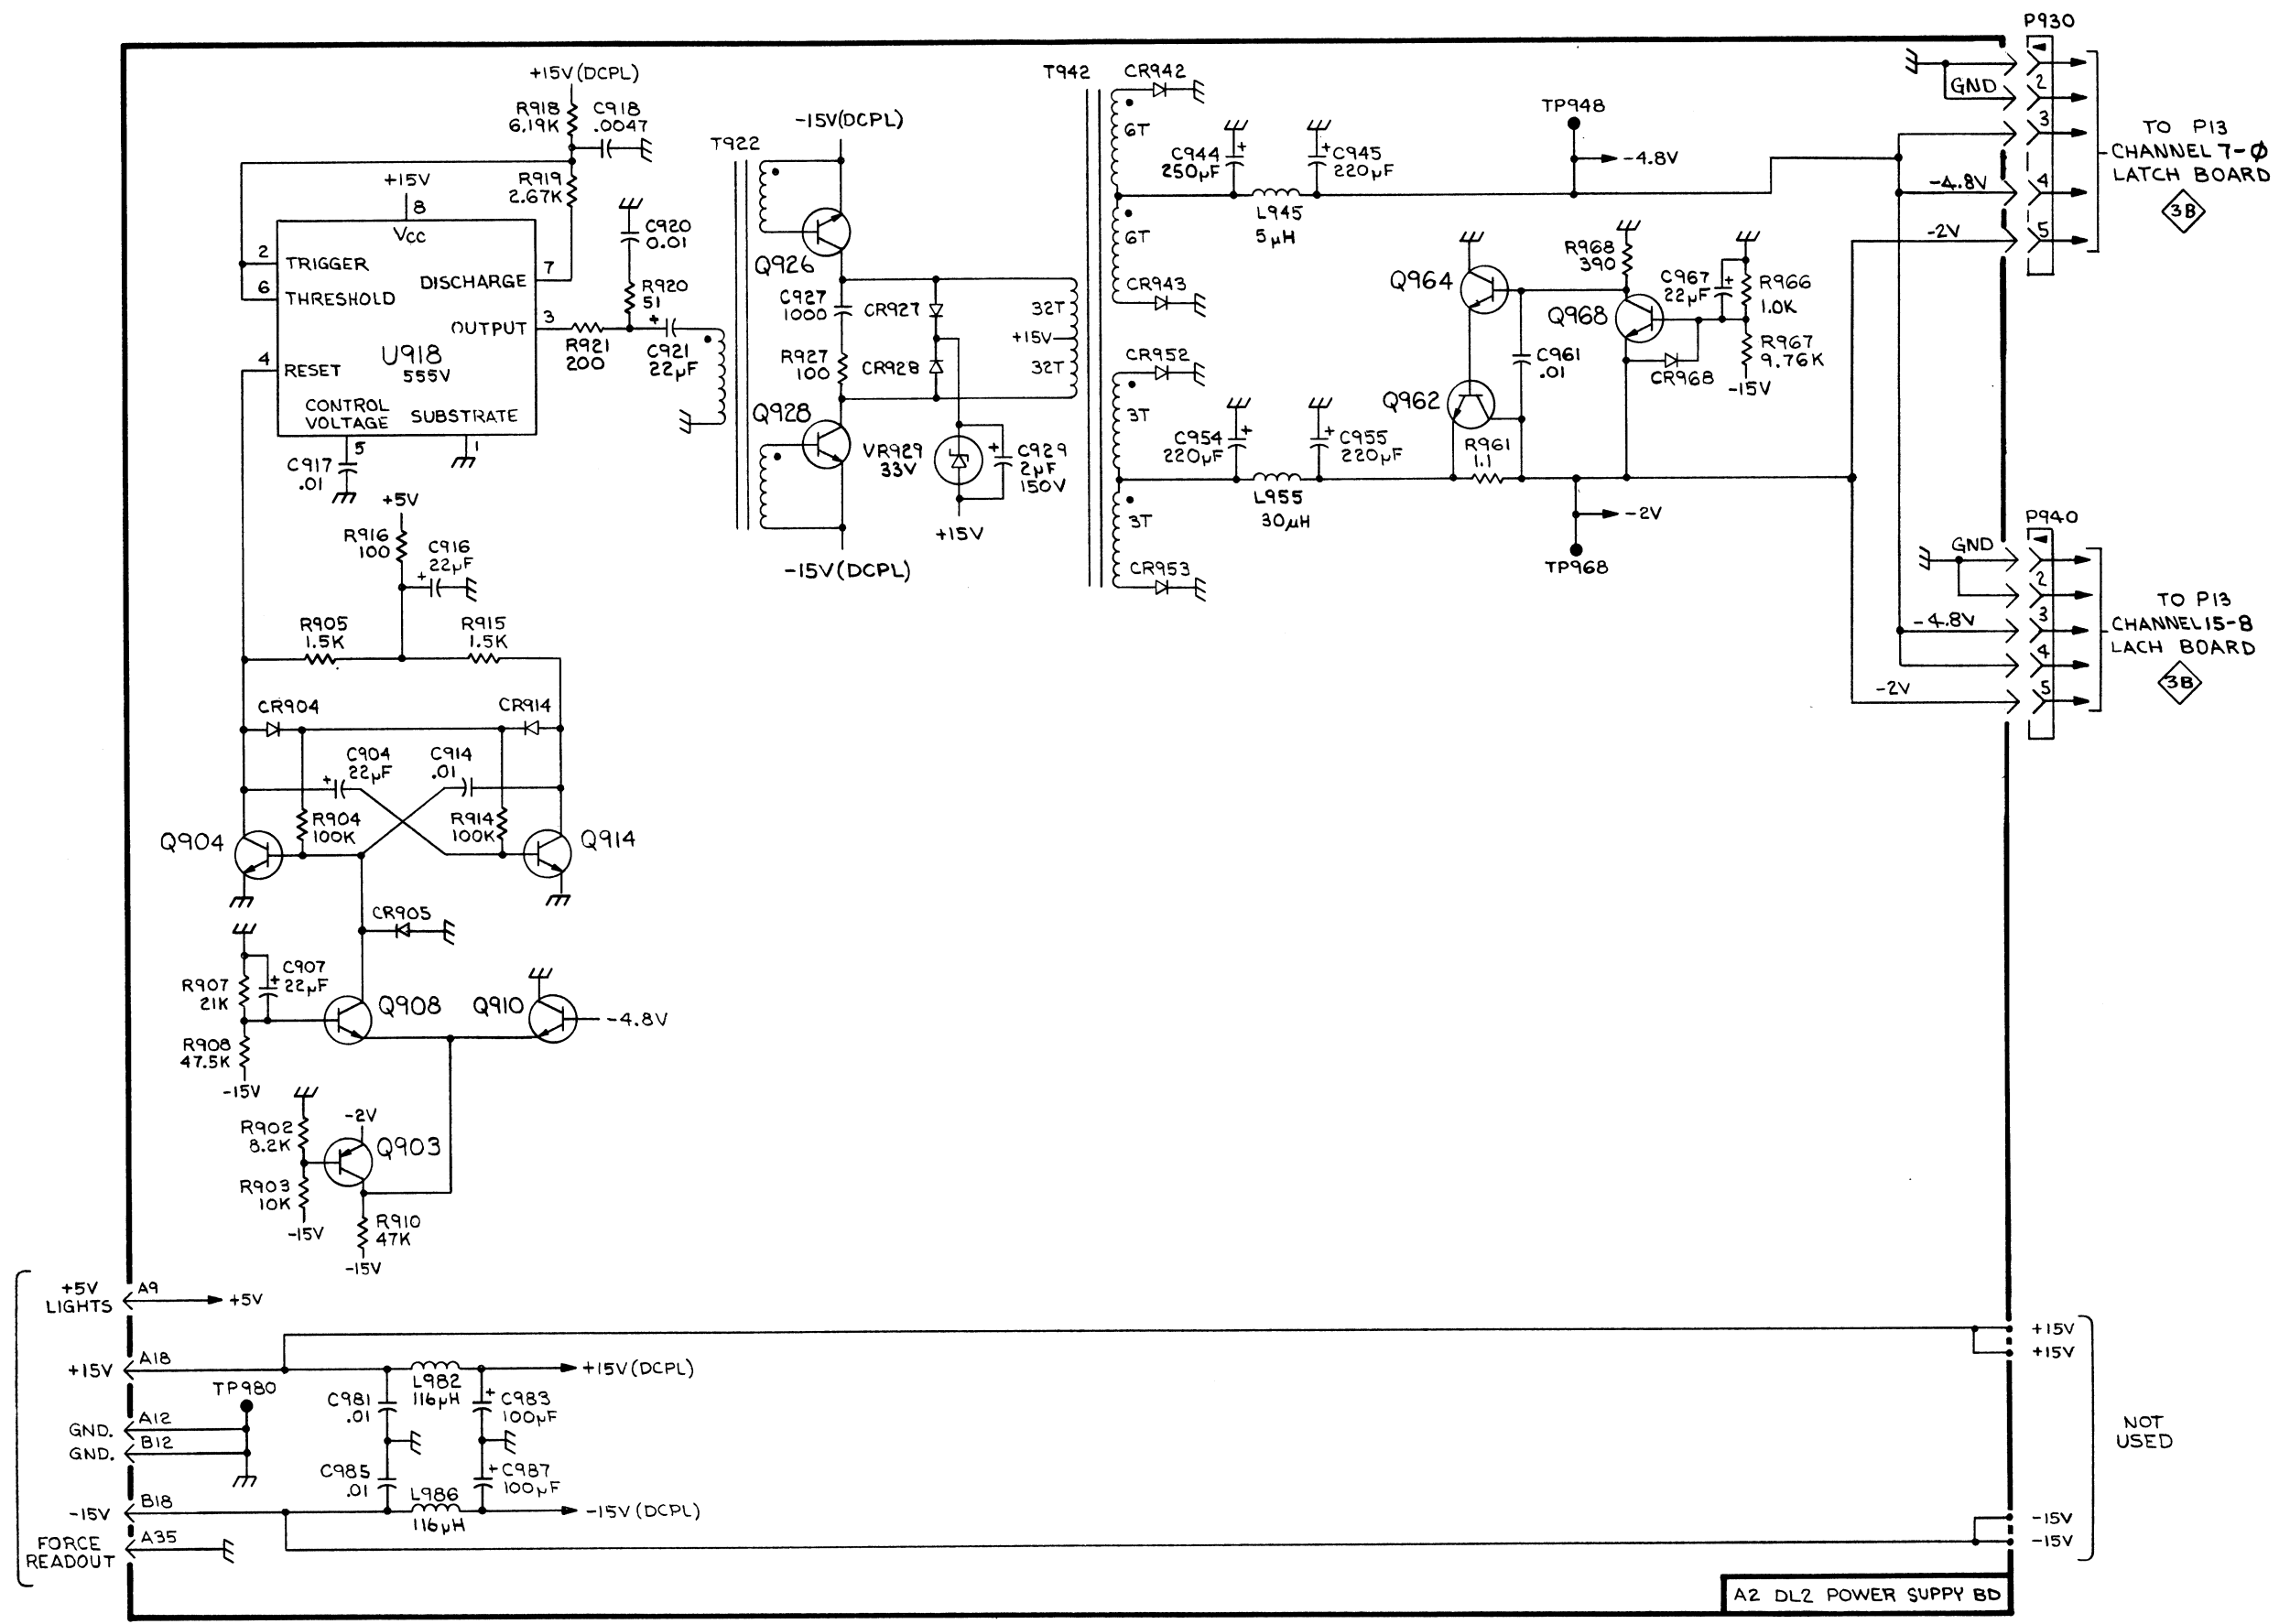 P930
+15V (DCPL)
R918
6.19K
C918
.0047
R919
2.67K
+15V
8
VCC
2
TRIGGER
6
THRESHOLD
DISCHARGE
7
OUTPUT
3
U918
555V
4
RESET
CONTROL
VOLTAGE
SUBSTRATE
5
1
C917
.01
C920
0.01
R920
51
R921
200
+
C921
22µF
T922
-15V(DCPL)
Q926
C927
1000
CR927
R927
100
CR928
Q928
VR929
33V
+
C929
2µF
150V
+15V
-15V(DCPL)
32T
+15V
32T
T942
CR942
6T
6T
CR943
CR952
3T
3T
CR953
C944
250µF
+
+
C945
220µF
L945
5µH
TP948
-4.8V
C954
220µF
+
+
C955
220µF
L955
30µH
Q964
Q962
C961
.01
R961
1.1
R968
390
Q968
C967
22µF
+
R966
1.0K
R967
9.76K
-15V
CR968
-2V
TP968
GND
2
3
-4.8V
4
-2V
5
TO P13
CHANNEL 7-Ø
LATCH BOARD
3B
P940
GND
2
3
-4.8V
4
-2V
5
TO P13
CHANNEL 15-8
LACH BOARD
3B
+5V
R916
100
C916
22µF
+
R905
1.5K
R915
1.5K
CR904
CR914
C904
22µF
+
C914
.01
R904
100K
R914
100K
Q904
Q914
CR905
R907
21K
+
C907
22µF
Q908
Q910
-4.8V
R908
47.5K
-15V
R902
8.2K
-2V
Q903
R903
10K
-15V
R910
47K
-15V
+5V
LIGHTS
A9
+5V
+15V
A18
+15V (DCPL)
L982
116µH
TP980
C981
.01
+
C983
100µF
GND.
A12
GND.
B12
C985
.01
+
C987
100µF
L986
116µH
-15V
B18
-15V (DCPL)
FORCE
READOUT
A35
+15V
+15V
NOT
USED
-15V
-15V
A2 DL2 POWER SUPPY BD